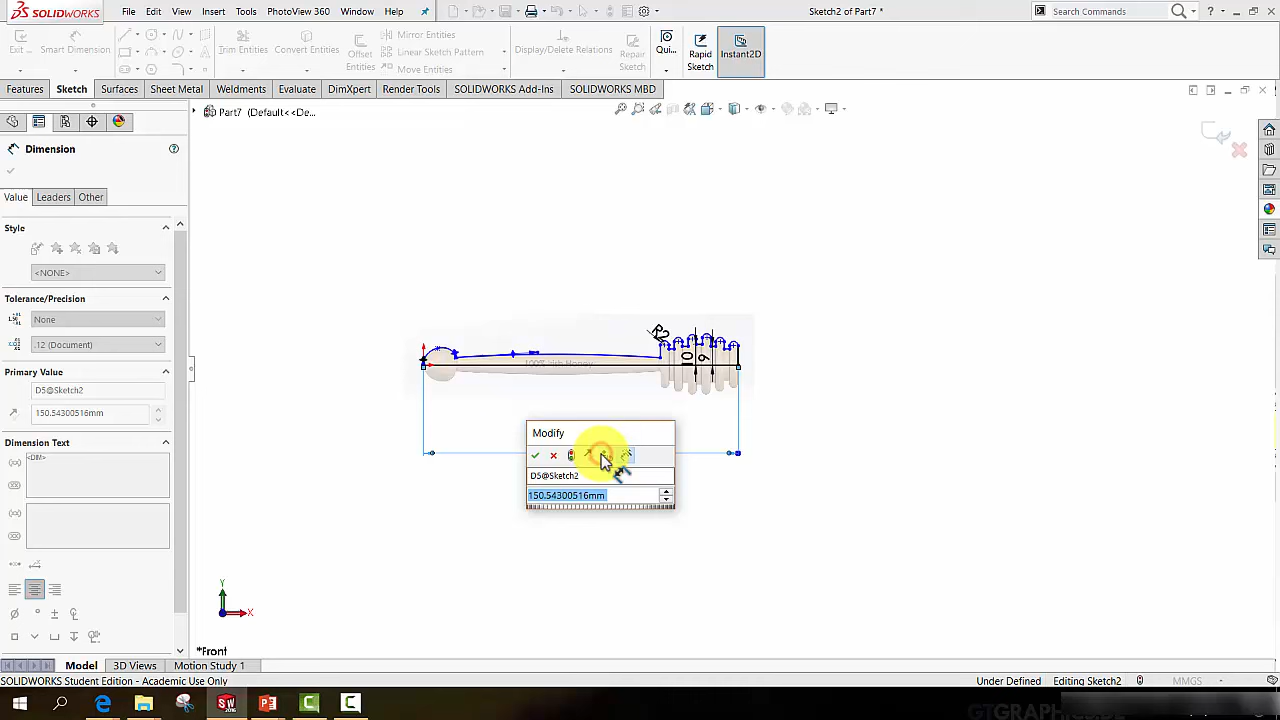 SOLIDWORKS
File
Edit
View
Insert
Tools
PhotoView 360
Window
Help
Sketch2 of Part7 *
Search Commands
Exit ...
Smart Dimension
Trim Entities
Convert Entities
Offset Entities
Mirror Entities
Linear Sketch Pattern
Move Entities
Display/Delete Relations
Repair Sketch
Qui...
Rapid Sketch
Instant2D
Features
Sketch
Surfaces
Sheet Metal
Weldments
Evaluate
DimXpert
Render Tools
SOLIDWORKS Add-Ins
SOLIDWORKS MBD
Part7 (Default<<De...
Dimension
Value
Leaders
Other
Style
<NONE>
Tolerance/Precision
None
.12 (Document)
Primary Value
D5@Sketch2
150.54300516mm
Dimension Text
<DIM>
R2
10
9
Modify
D5@Sketch2
150.54300516mm
Y
X
*Front
Model
3D Views
Motion Study 1
SOLIDWORKS Student Edition - Academic Use Only
Under Defined
Editing Sketch2
MMGS